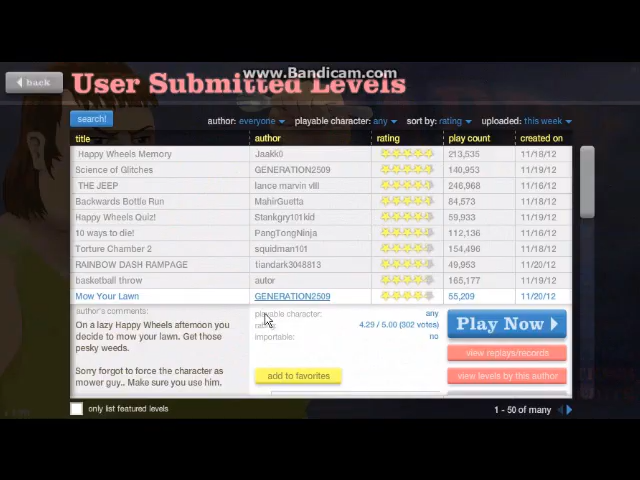 www.Bandicam.com
back
User Submitted Levels
search!
author: everyone playable character: any sort by: rating uploaded: this week
title author rating play count created on
Happy Wheels Memory Jaakk0 213,535 11/18/12
Science of Glitches GENERATION2509 140,953 11/19/12
THE JEEP lance marvin vlll 246,968 11/16/12
Backwards Bottle Run MahirGuetta 84,573 11/18/12
Happy Wheels Quiz! Stankgry101kid 59,933 11/19/12
10 ways to die! PangTongNinja 112,136 11/16/12
Torture Chamber 2 squidman101 154,496 11/18/12
RAINBOW DASH RAMPAGE tiandark3048813 49,953 11/20/12
basketball throw autor 165,177 11/19/12
Mow Your Lawn GENERATION2509 55,209 11/20/12
author's comments:
On a lazy Happy Wheels afternoon you
decide to mow your lawn. Get those
pesky weeds.
Sorry forgot to force the character as
mower guy.. Make sure you use him.
playable character: any
4.29 / 5.00 (302 votes)
importable: no
add to favorites
Play Now
view replays/records
view levels by this author
only list featured levels
1 - 50 of many